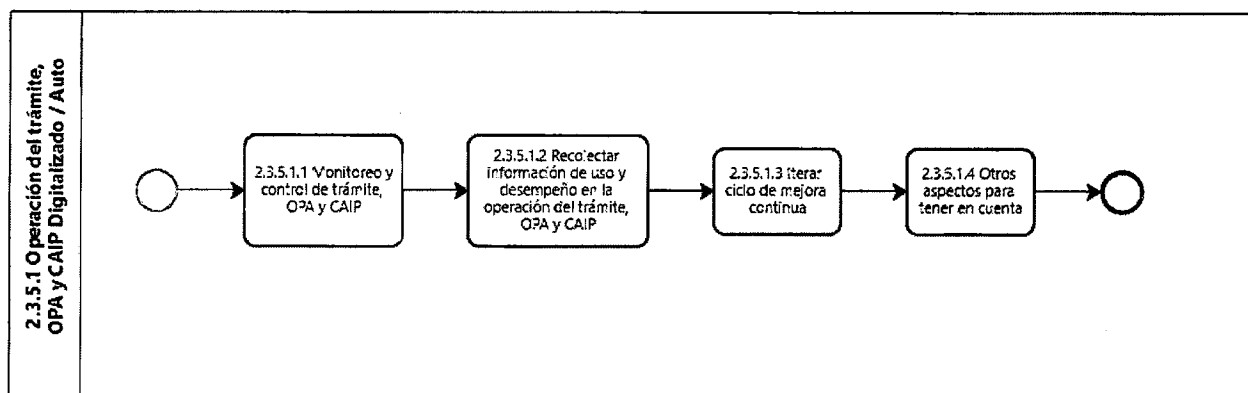 2.3.5.1 Operación del trámite,
OPA y CAIP Digitalizado / Auto
2.3.5.1.1 Monitoreo y
control de trámite,
OPA y CAIP
2.3.5.1.2 Recolectar
información de uso y
desempeño en la
operación del trámite,
OPA y CAIP
2.3.5.1.3 Iterar
ciclo de mejora
continua
2.3.5.1.4 Otros
aspectos para
tener en cuenta